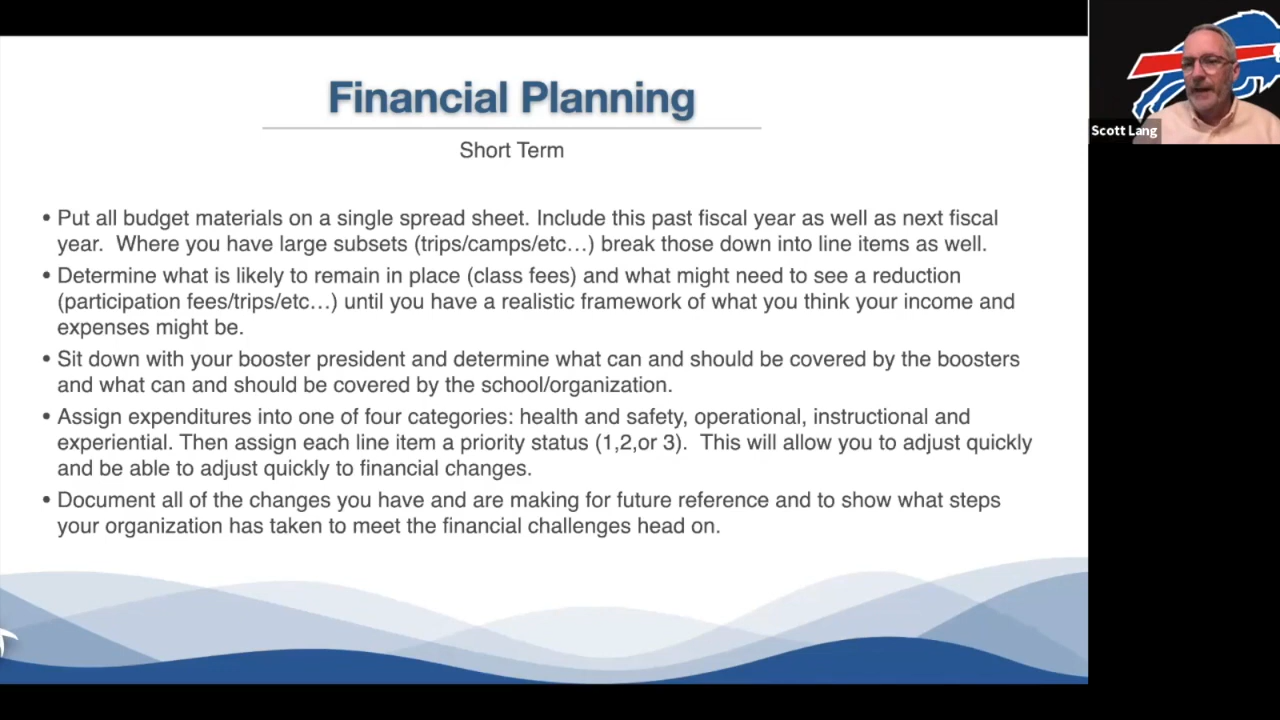 Financial Planning
Short Term
• Put all budget materials on a single spread sheet. Include this past fiscal year as well as next fiscal
year.  Where you have large subsets (trips/camps/etc…) break those down into line items as well.
• Determine what is likely to remain in place (class fees) and what might need to see a reduction
(participation fees/trips/etc…) until you have a realistic framework of what you think your income and
expenses might be.
• Sit down with your booster president and determine what can and should be covered by the boosters
and what can and should be covered by the school/organization.
• Assign expenditures into one of four categories: health and safety, operational, instructional and
experiential. Then assign each line item a priority status (1,2,or 3).  This will allow you to adjust quickly
and be able to adjust quickly to financial changes.
• Document all of the changes you have and are making for future reference and to show what steps
your organization has taken to meet the financial challenges head on.
Scott Lang